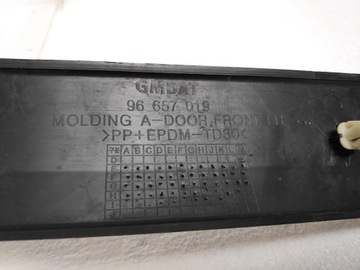 GMDAT
96 657 019
MOLDING A-DOOR,FRONT
>PP+EPDM-TD30<
A B C D E F G H J K L M